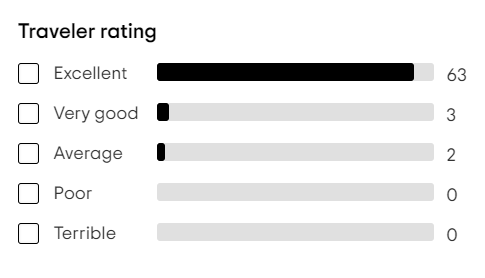 Traveler rating
Excellent 63
Very good 3
Average 2
Poor 0
Terrible 0